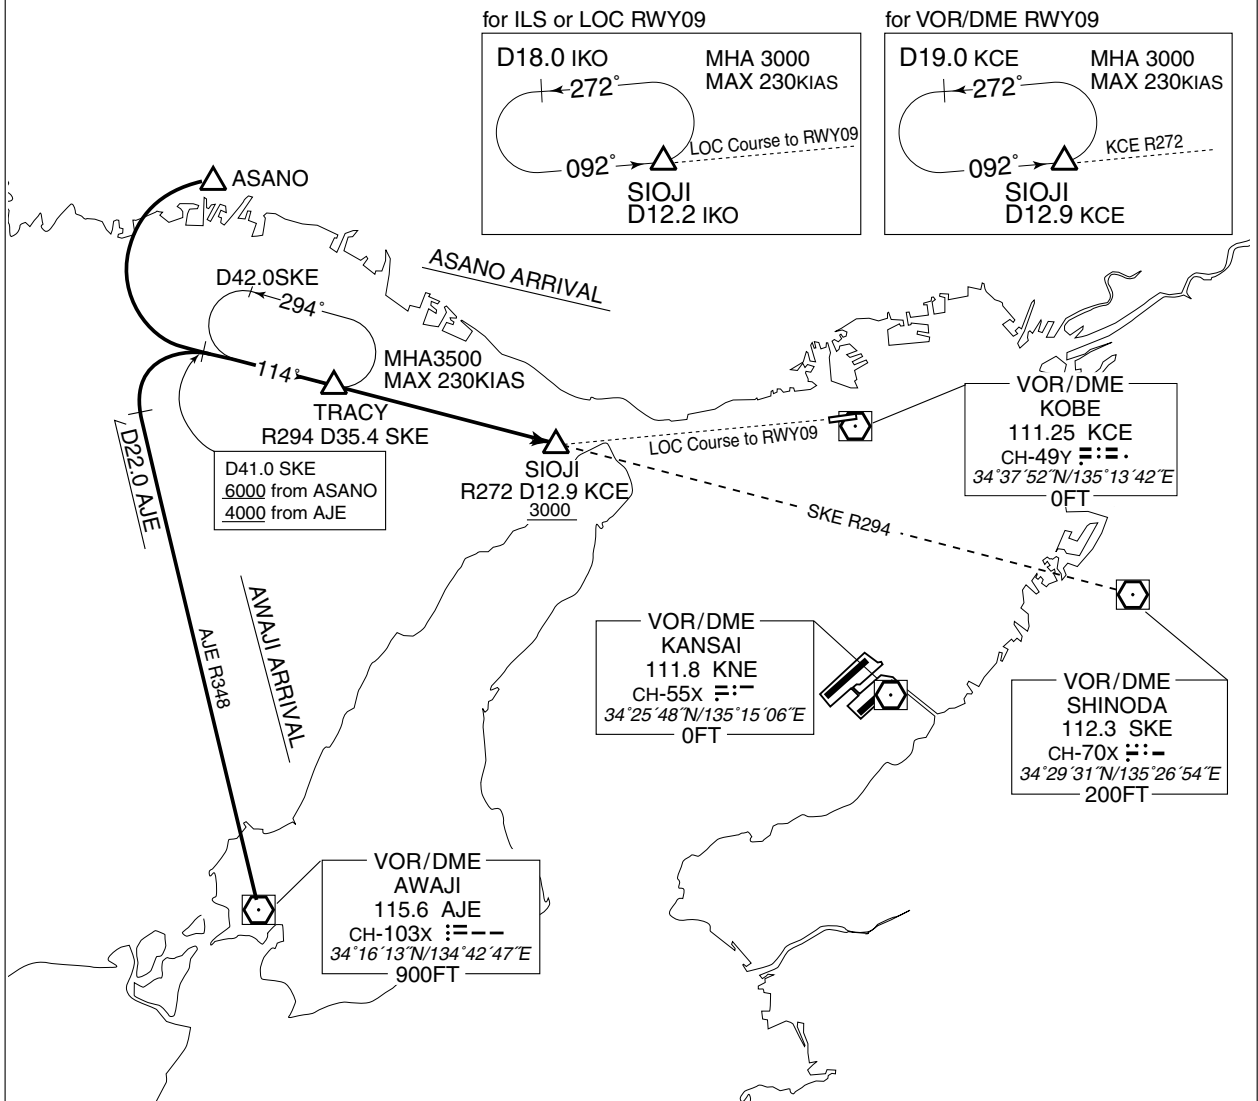 for ILS or LOC RWY09
D18.0 IKO
MHA 3000
MAX 230KIAS
272°
092°
LOC Course to RWY09
SIOJI
D12.2 IKO
for VOR/DME RWY09
D19.0 KCE
MHA 3000
MAX 230KIAS
272°
092°
KCE R272
SIOJI
D12.9 KCE
ASANO
ASANO ARRIVAL
D42.0SKE
294°
114°
MHA3500
MAX 230KIAS
TRACY
R294 D35.4 SKE
D22.0 AJE
D41.0 SKE
6000 from ASANO
4000 from AJE
SIOJI
R272 D12.9 KCE
3000
LOC Course to RWY09
VOR/DME
KOBE
111.25 KCE
CH-49Y
34°37´52˝N/135°13´42˝E
0FT
SKE R294
AWAJI ARRIVAL
AJE R348
VOR/DME
KANSAI
111.8 KNE
CH-55X
34°25´48˝N/135°15´06˝E
0FT
VOR/DME
SHINODA
112.3 SKE
CH-70X
34°29´31˝N/135°26´54˝E
200FT
VOR/DME
AWAJI
115.6 AJE
CH-103X
34°16´13˝N/134°42´47˝E
900FT